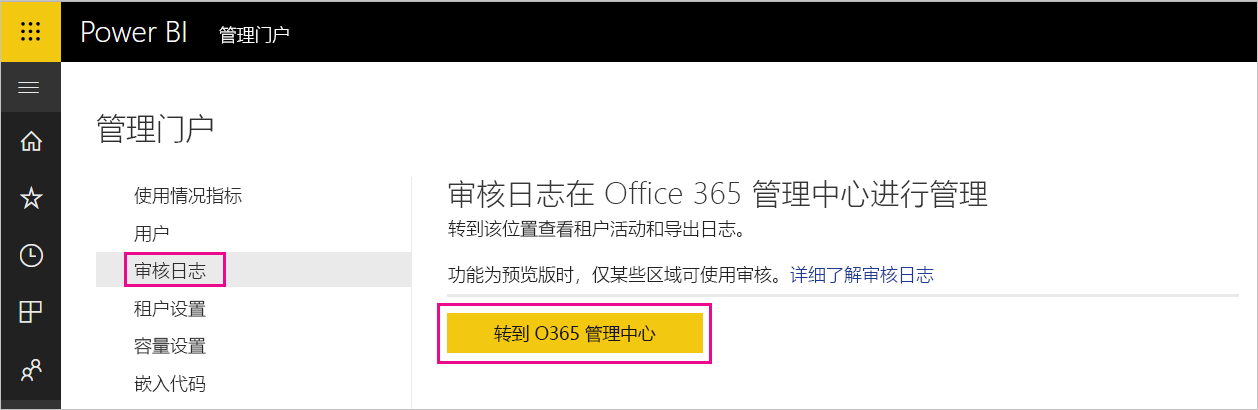 Power BI 管理门户
管理门户
使用情况指标
用户
审核日志
租户设置
容量设置
嵌入代码
审核日志在 Office 365 管理中心进行管理
转到该位置查看租户活动和导出日志。
功能为预览版时，仅某些区域可使用审核。详细了解审核日志
转到 O365 管理中心